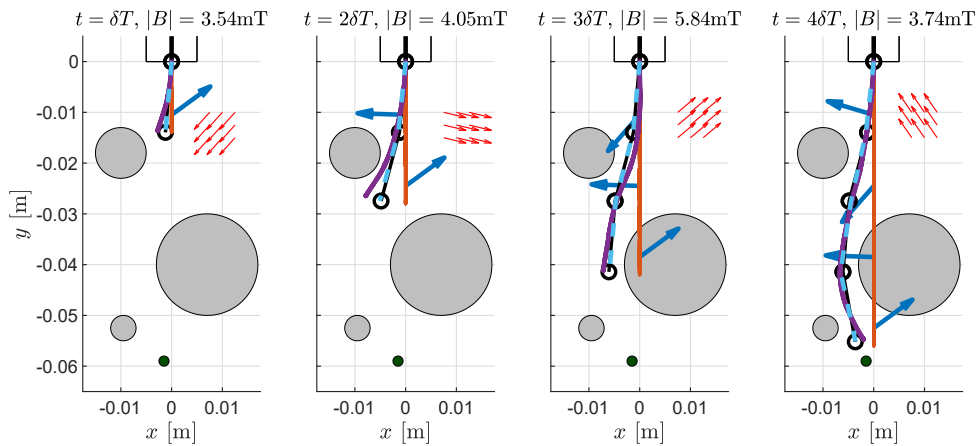 t = δT, |B| = 3.54mT
t = 2δT, |B| = 4.05mT
t = 3δT, |B| = 5.84mT
t = 4δT, |B| = 3.74mT
y [m]
0
-0.01
-0.02
-0.03
-0.04
-0.05
-0.06
-0.01 0 0.01
-0.01 0 0.01
-0.01 0 0.01
-0.01 0 0.01
x [m]
x [m]
x [m]
x [m]